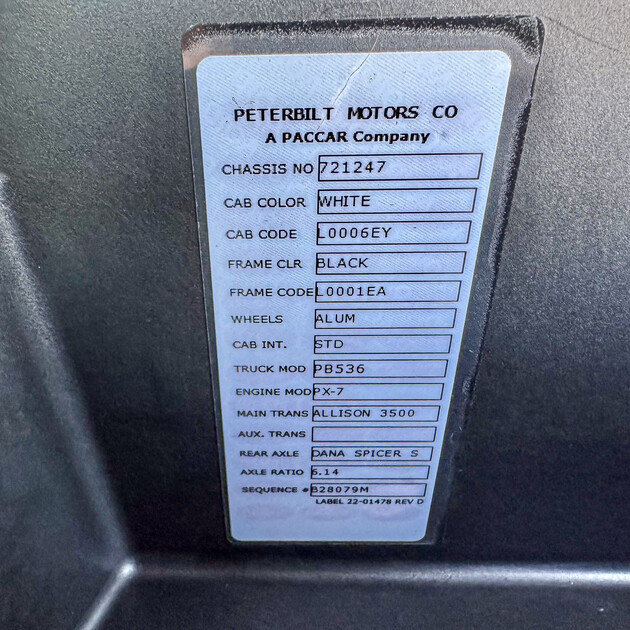 PETERBILT MOTORS CO
A PACCAR Company
CHASSIS NO 721247
CAB COLOR WHITE
CAB CODE L0006EY
FRAME CLR BLACK
FRAME CODE L0001EA
WHEELS ALUM
CAB INT. STD
TRUCK MOD PB536
ENGINE MOD PX-7
MAIN TRANS ALLISON 3500
AUX. TRANS
REAR AXLE DANA SPICER S
AXLE RATIO 6.14
SEQUENCE # B28079M
LABEL 22-01478 REV D